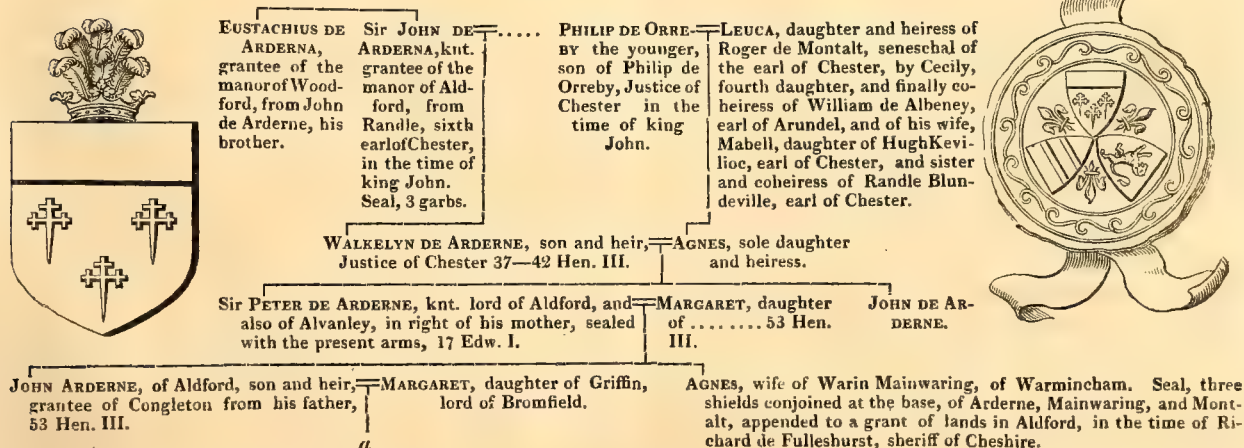 EUSTACHIUS DE
ARDERNA,
grantee of the
manor of Wood-
ford, from John
de Arderne, his
brother.
Sir JOHN DE
ARDERNA, knt.
grantee of the
manor of Ald-
ford, from
Randle, sixth
earl of Chester,
in the time of
king John.
Seal, 3 garbs.
.....
PHILIP DE ORRE-
BY the younger,
son of Philip de
Orreby, Justice of
Chester in the
time of king
John.
LEUCA, daughter and heiress of
Roger de Montalt, seneschal of
the earl of Chester, by Cecily,
fourth daughter, and finally co-
heiress of William de Albeney,
earl of Arundel, and of his wife,
Mabell, daughter of Hugh Kevi-
lioc, earl of Chester, and sister
and coheiress of Randle Blun-
deville, earl of Chester.
WALKELYN DE ARDERNE, son and heir,
Justice of Chester 37—42 Hen. III.
AGNES, sole daughter
and heiress.
Sir PETER DE ARDERNE, knt. lord of Aldford, and
also of Alvanley, in right of his mother, sealed
with the present arms, 17 Edw. I.
MARGARET, daughter
of ........ 53 Hen.
III.
JOHN DE AR-
DERNE.
JOHN ARDERNE, of Aldford, son and heir,
grantee of Congleton from his father,
53 Hen. III.
MARGARET, daughter of Griffin,
lord of Bromfield.
AGNES, wife of Warin Mainwaring, of Warmincham. Seal, three
shields conjoined at the base, of Arderne, Mainwaring, and Mont-
alt, appended to a grant of lands in Aldford, in the time of Ri-
chard de Fulleshurst, sheriff of Cheshire.
a